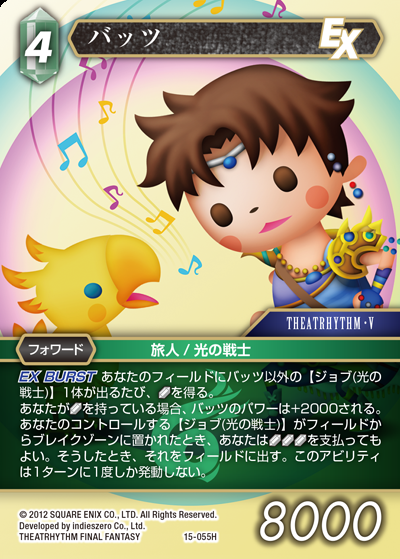 4
バッツ
EX
THEATRHYTHM・V
フォワード
旅人 / 光の戦士
EX BURST あなたのフィールドにバッツ以外の【ジョブ(光の
戦士)】1体が出るたび、を得る。
あなたがを持っている場合、バッツのパワーは+2000される。
あなたのコントロールする【ジョブ(光の戦士)】がフィールド
からブレイクゾーンに置かれたとき、あなたはを支払っても
よい。そうしたとき、それをフィールドに出す。このアビリティ
は1ターンに1度しか発動しない。
© 2012 SQUARE ENIX CO., LTD. All Rights Reserved.
Developed by indieszero Co., Ltd.
THEATRHYTHM FINAL FANTASY
15-055H
8000